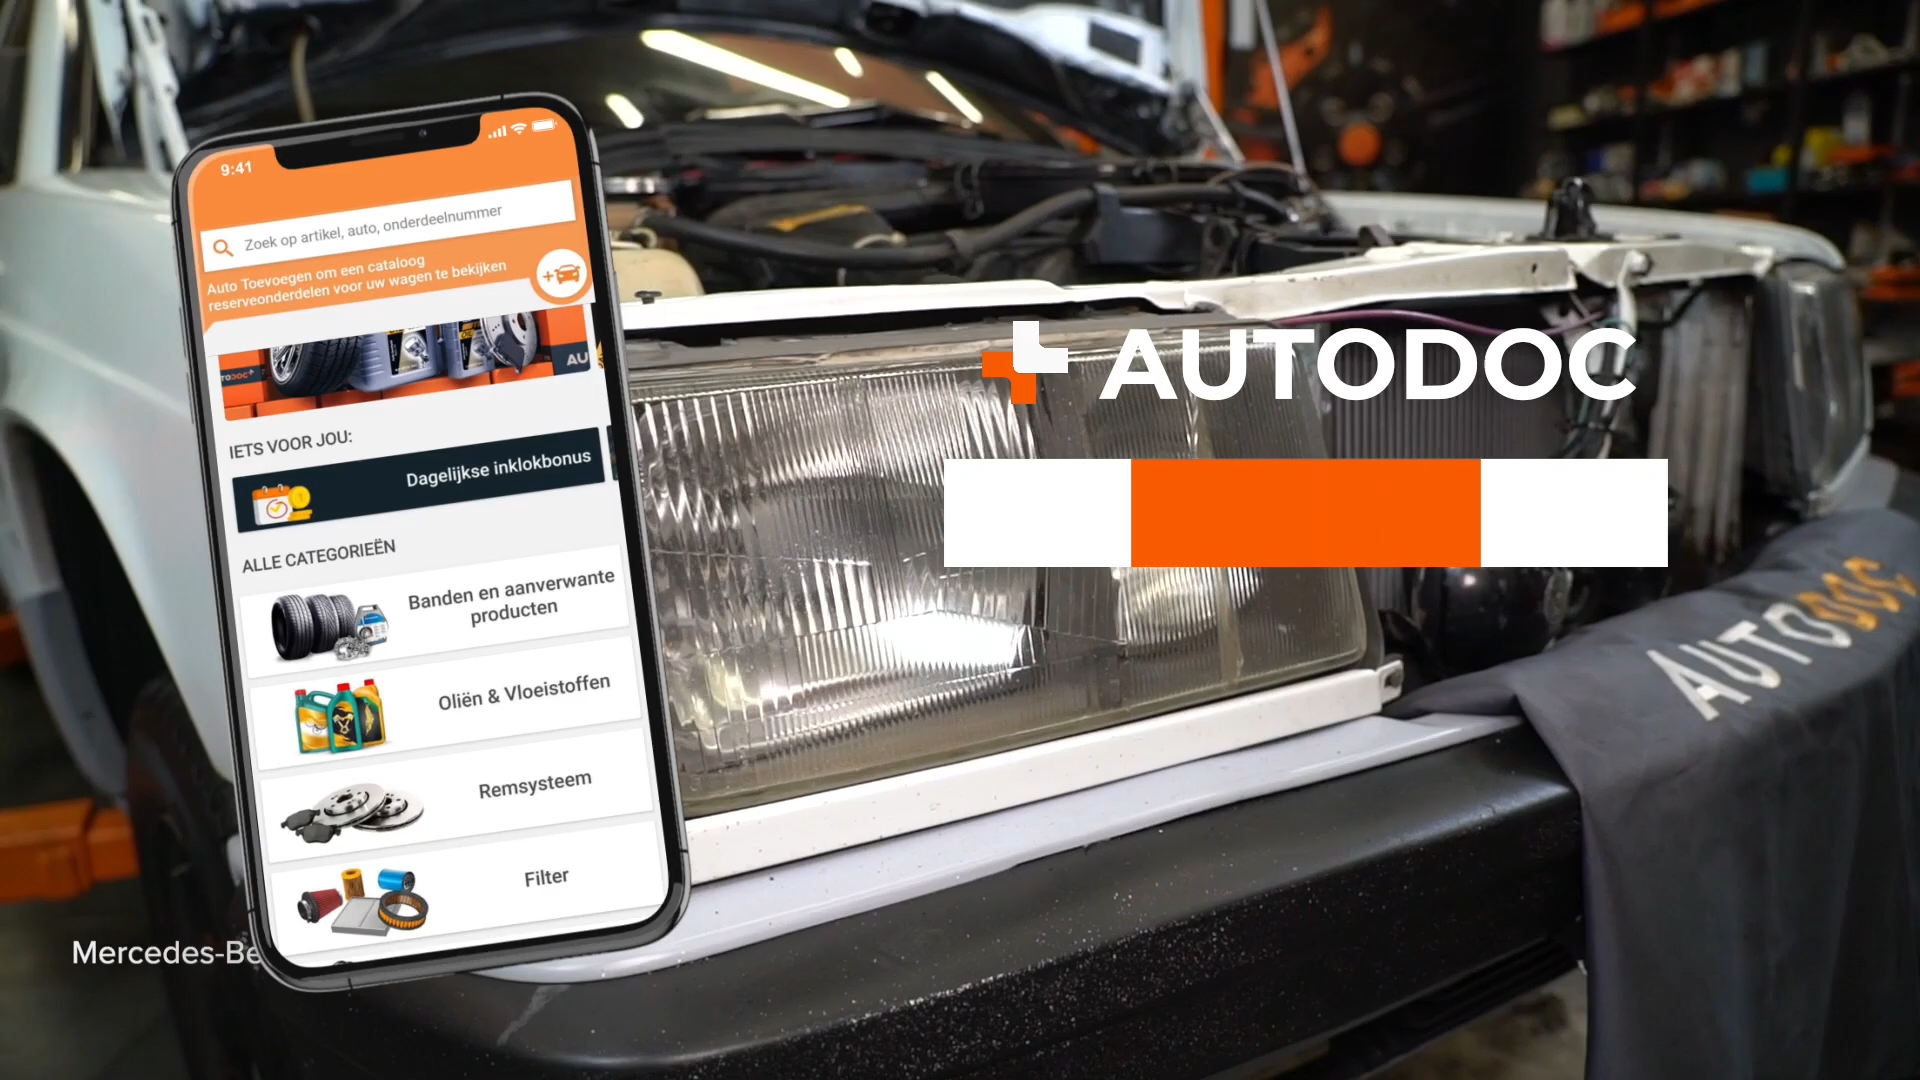 9:41
Zoek op artikel, auto, onderdeelnummer
Auto Toevoegen om een cataloog
reserveonderdelen voor uw wagen te bekijken
AU
IETS VOOR JOU:
Dagelijkse inklokbonus
ALLE CATEGORIEËN
Banden en aanverwante
producten
Oliën & Vloeistoffen
Remsysteem
Filter
Mercedes-Be
AUTODOC
AUTODOC